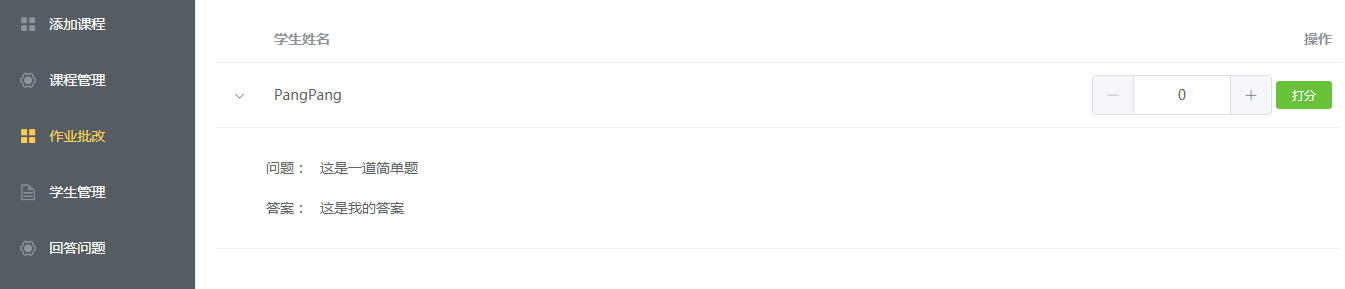 添加课程
课程管理
作业批改
学生管理
回答问题
学生姓名 操作
PangPang 0 打分
问题： 这是一道简单题
答案： 这是我的答案